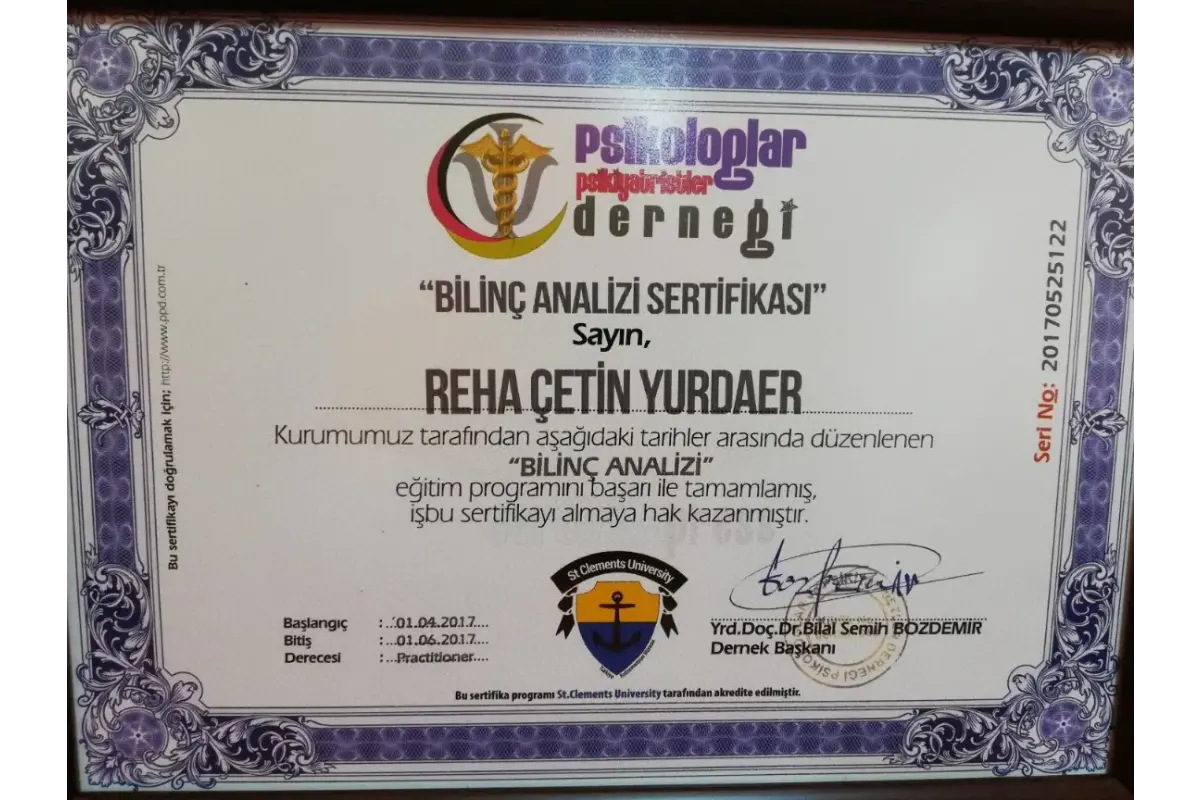 psikologlar
psikiyatristler
derneği
“BİLİNÇ ANALİZİ SERTİFİKASI”
Sayın,
REHA ÇETİN YURDAER
Kurumumuz tarafından aşağıdaki tarihler arasında düzenlenen
“BİLİNÇ ANALİZİ”
eğitim programını başarı ile tamamlamış,
işbu sertifikayı almaya hak kazanmıştır.
Bu sertifikayı doğrulamak için; http://www.ppd.com.tr
Seri No: 20170525122
St Clements University
Başlangıç :..'01.04.2017....
Bitiş :...01.06.2017....
Derecesi :...Practitioner....
Yrd.Doç.Dr.Bilal Semih BOZDEMİR
Dernek Başkanı
Bu sertifika programı St.Clements University tarafından akredite edilmiştir.